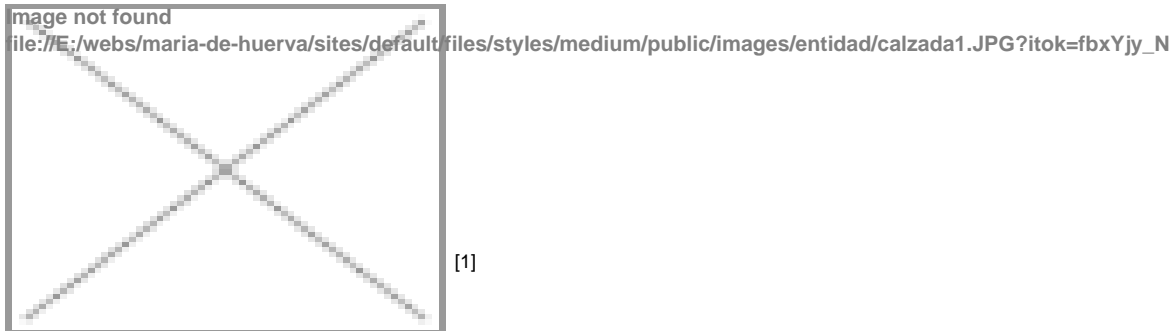 Image not found
file://E:/webs/maria-de-huerva/sites/default/files/styles/medium/public/images/entidad/calzada1.JPG?itok=fbxYjy_N
[1]